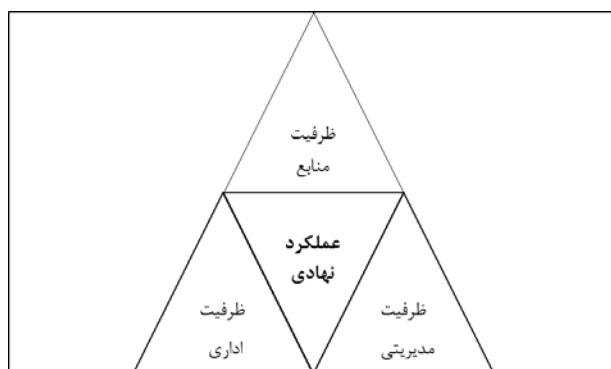 ظرفیت
منابع
عملکرد
نهادی
ظرفیت
مدیریتی
ظرفیت
اداری